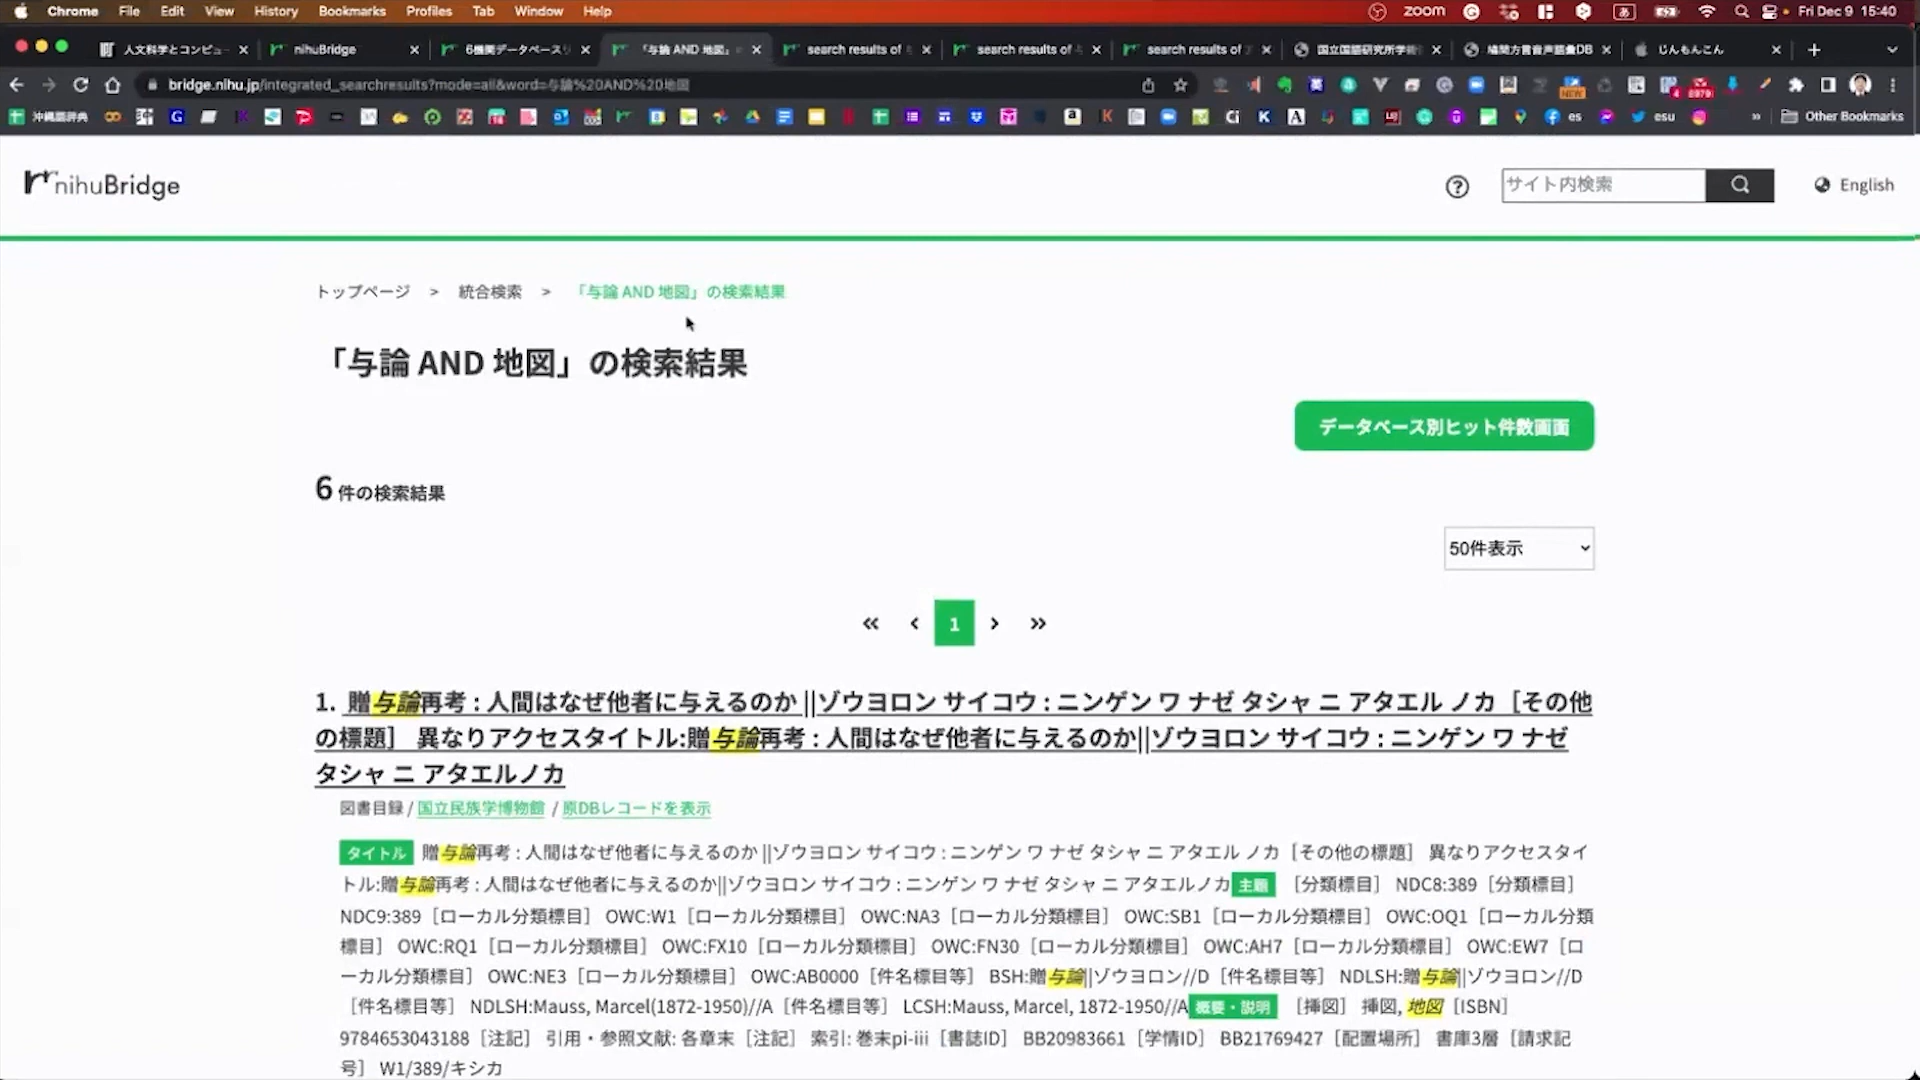 Chrome File Edit View History Bookmarks Profiles Tab Window Help zoom Fri Dec 9 15:40
人文科学とコンピュー nihuBridge 6機関データベース 「与論 AND 地図」 search results of search results of search results of 国立国語研究所学術 鳩間方言音声語彙DB じんもんこん
bridge.nihu.jp/integrated_searchresults?mode=all&word=与論%20AND%20地図
沖縄語辞典 es esu Other Bookmarks
nihuBridge サイト内検索 English
トップページ > 統合検索 > 「与論 AND 地図」の検索結果
「与論 AND 地図」の検索結果
データベース別ヒット件数画面
6 件の検索結果
50件表示
« ‹ 1 › »
1. 贈与論再考 : 人間はなぜ他者に与えるのか ||ゾウヨロン サイコウ : ニンゲン ワ ナゼ タシャ ニ アタエル ノカ［その他
の標題］ 異なりアクセスタイトル:贈与論再考 : 人間はなぜ他者に与えるのか||ゾウヨロン サイコウ : ニンゲン ワ ナゼ
タシャ ニ アタエルノカ
図書目録 / 国立民族学博物館 / 原DBレコードを表示
タイトル 贈与論再考 : 人間はなぜ他者に与えるのか ||ゾウヨロン サイコウ : ニンゲン ワ ナゼ タシャ ニ アタエル ノカ［その他の標題］ 異なりアクセスタイ
トル:贈与論再考 : 人間はなぜ他者に与えるのか||ゾウヨロン サイコウ : ニンゲン ワ ナゼ タシャ ニ アタエルノカ 主題 ［分類標目］ NDC8:389［分類標目］
NDC9:389［ローカル分類標目］ OWC:W1［ローカル分類標目］ OWC:NA3［ローカル分類標目］ OWC:SB1［ローカル分類標目］ OWC:OQ1［ローカル分類
標目］ OWC:RQ1［ローカル分類標目］ OWC:FX10［ローカル分類標目］ OWC:FN30［ローカル分類標目］ OWC:AH7［ローカル分類標目］ OWC:EW7［ロ
ーカル分類標目］ OWC:NE3［ローカル分類標目］ OWC:AB0000［件名標目等］ BSH:贈与論||ゾウヨロン//D［件名標目等］ NDLSH:贈与論||ゾウヨロン//D
［件名標目等］ NDLSH:Mauss, Marcel(1872-1950)//A［件名標目等］ LCSH:Mauss, Marcel, 1872-1950//A 概要・説明 ［挿図］ 挿図, 地図［ISBN］
9784653043188［注記］ 引用・参照文献: 各章末［注記］ 索引: 巻末pi-iii［書誌ID］ BB20983661［学情ID］ BB21769427［配置場所］ 書庫3層［請求記
号］ W1/389/キシカ